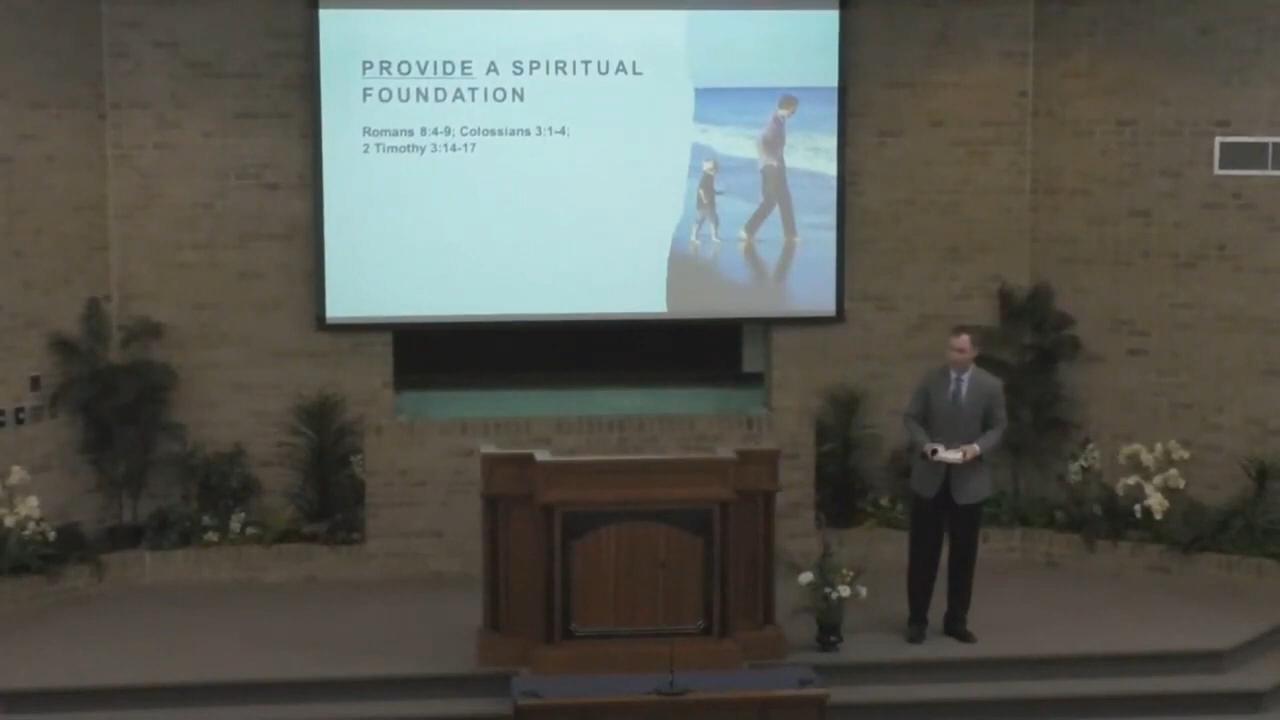 PROVIDE A SPIRITUAL
FOUNDATION
Romans 8:4-9; Colossians 3:1-4;
2 Timothy 3:14-17